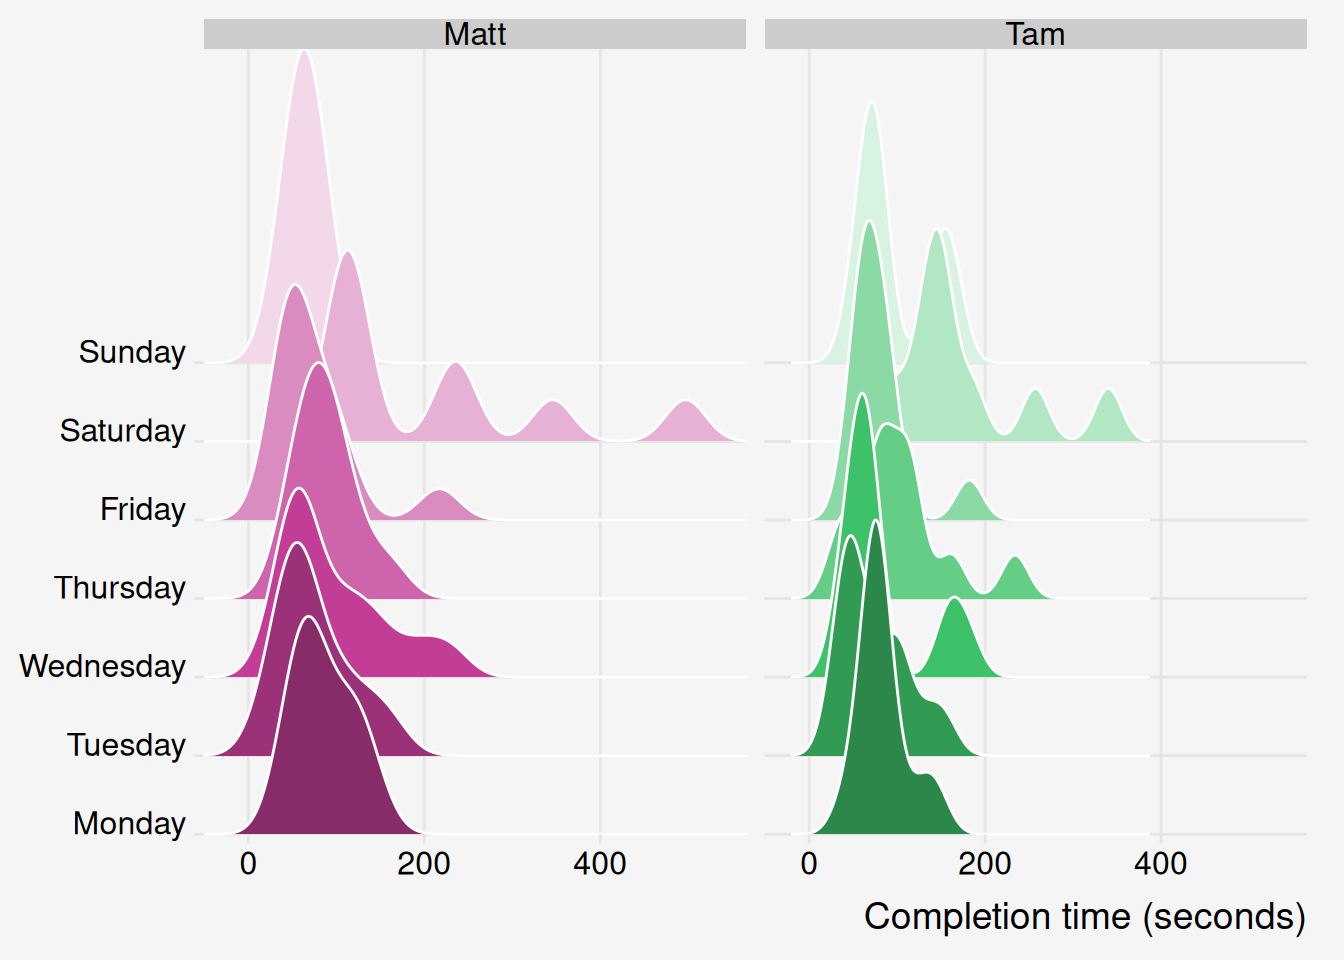 Matt
Tam
Sunday
Saturday
Friday
Thursday
Wednesday
Tuesday
Monday
0 200 400
0 200 400
Completion time (seconds)